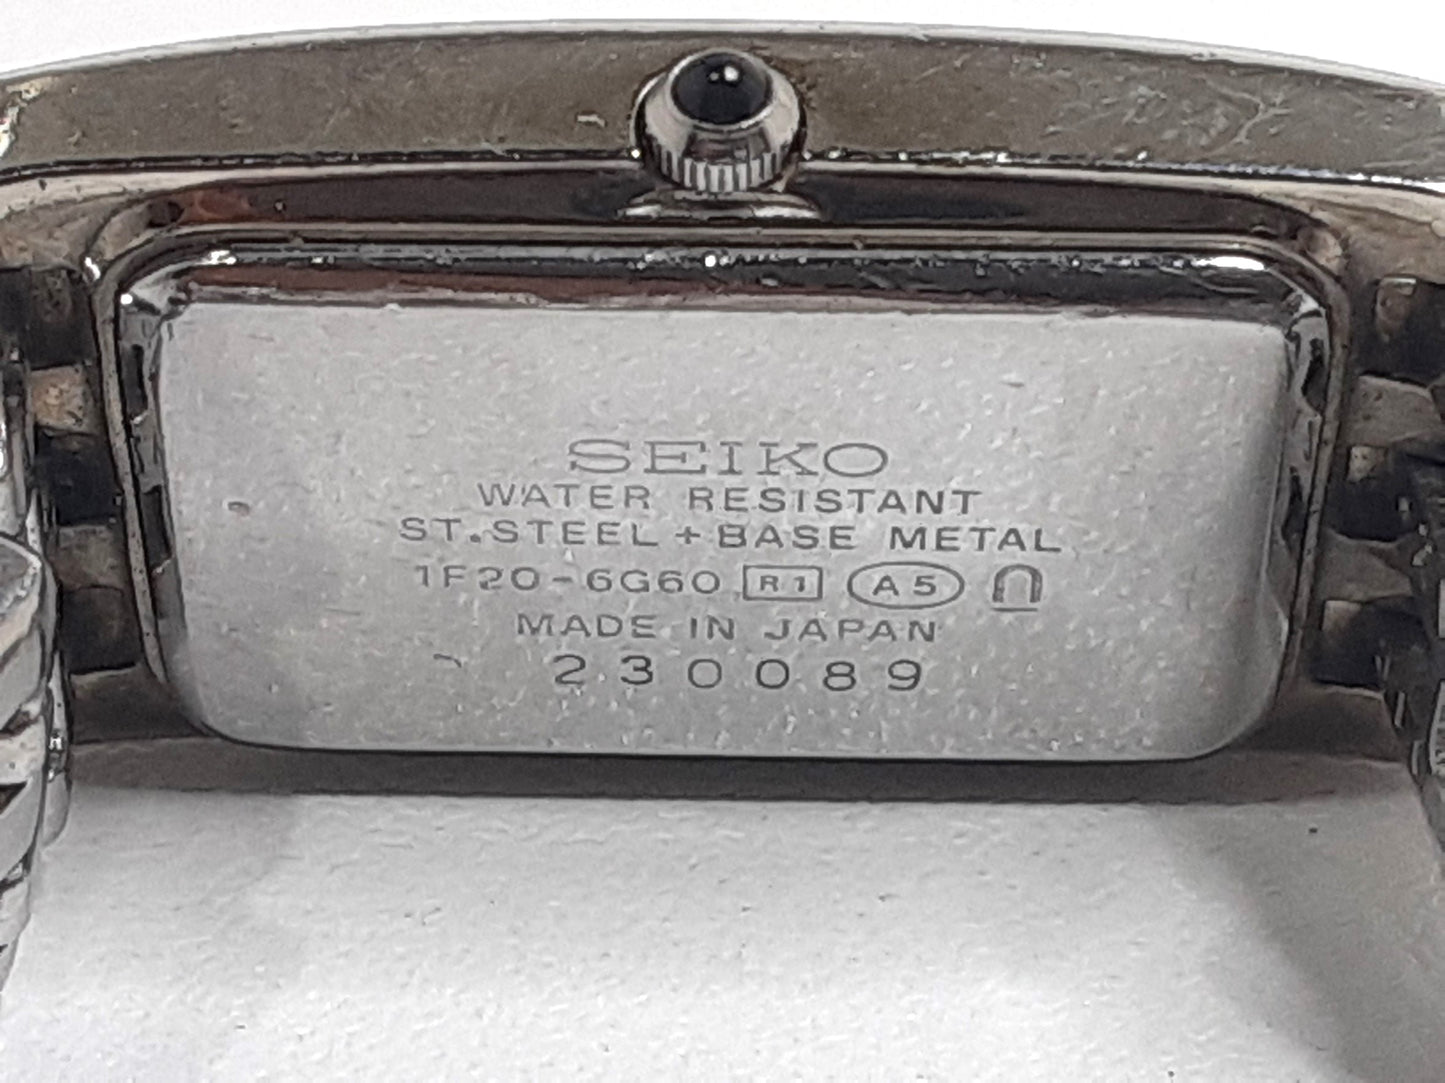 SEIKO
WATER RESISTANT
ST.STEEL+BASE METAL
1F20-6G60 R1 A5
MADE IN JAPAN
230089